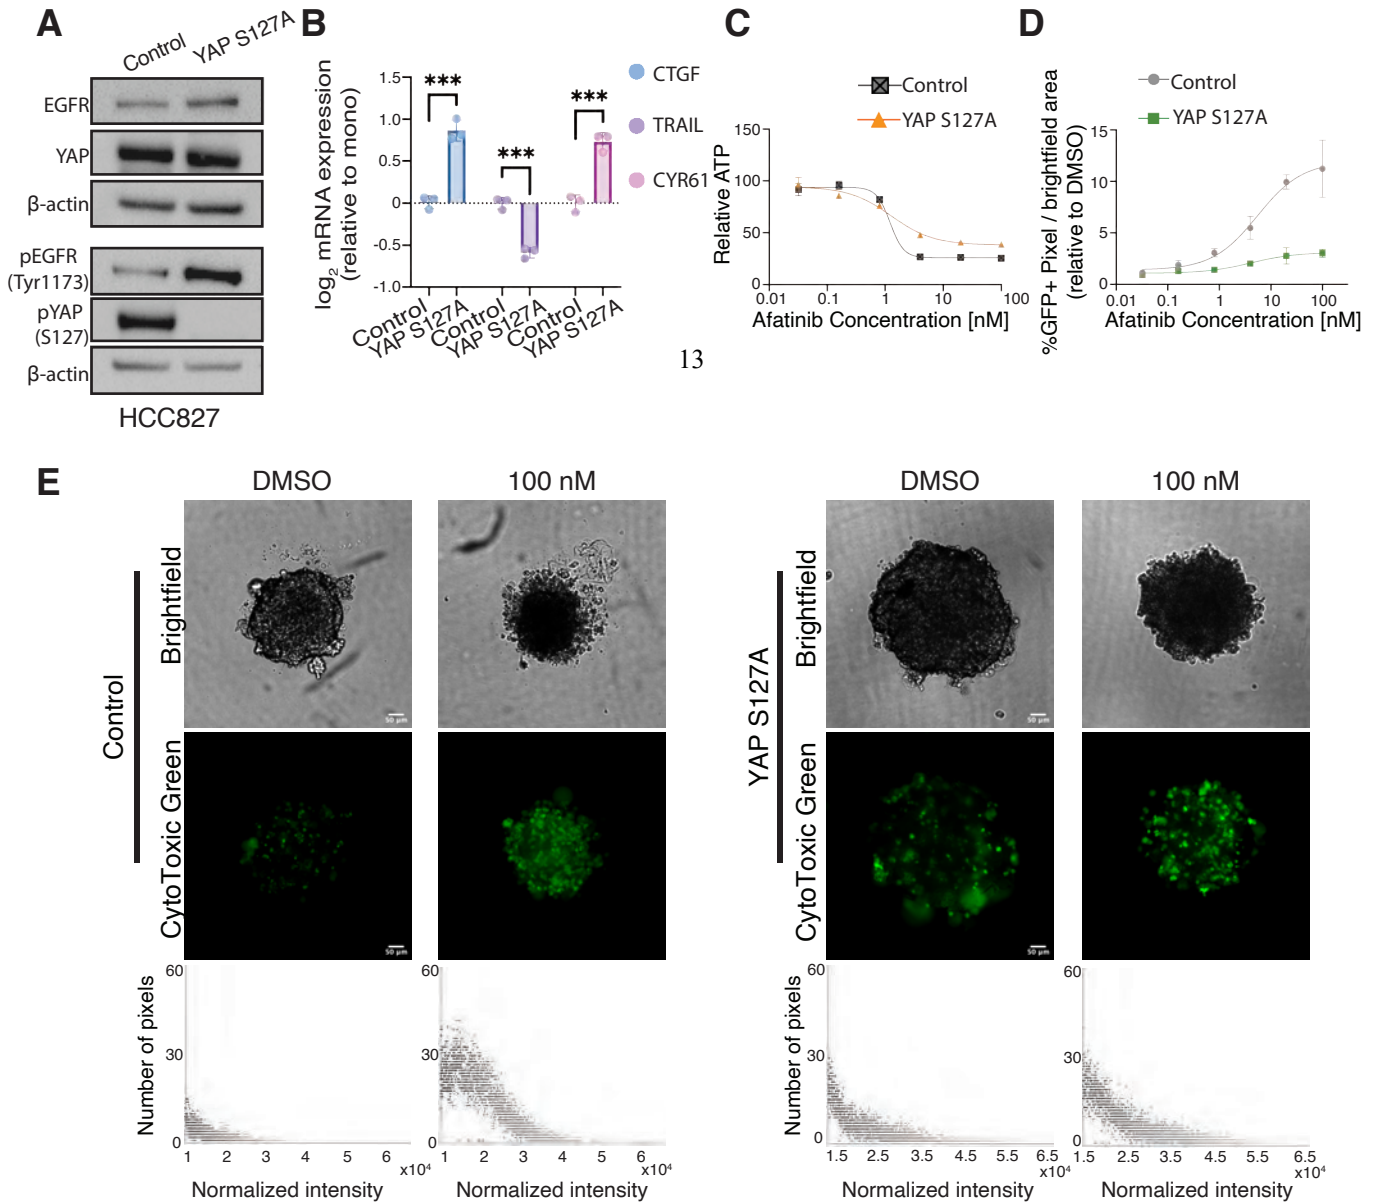 A
Control
YAP S127A
EGFR
YAP
β-actin
pEGFR
(Tyr1173)
pYAP
(S127)
β-actin
HCC827
B
log2 mRNA expression
(relative to mono)
1.5
1.0
0.5
0
-0.5
-1.0
***
***
***
Control
YAP S127A
Control
YAP S127A
Control
YAP S127A
CTGF
TRAIL
CYR61
C
Control
YAP S127A
Relative ATP
150
100
50
0
0.01
0.1
1
10
100
Afatinib Concentration [nM]
D
Control
YAP S127A
%GFP+ Pixel / brightfield area
(relative to DMSO)
15
10
5
0
0.01
0.1
1
10
100
Afatinib Concentration [nM]
13
E
DMSO
100 nM
DMSO
100 nM
Control
Brightfield
50 µm
CytoToxic Green
50 µm
YAP S127A
Brightfield
50 µm
CytoToxic Green
50 µm
Number of pixels
60
30
0
1 2 3 4 5 6
x10⁴
Normalized intensity
60
30
0
1 2 3 4 5 6
x10⁴
Normalized intensity
Number of pixels
60
30
0
1.5 2.5 3.5 4.5 5.5 6.5
x10⁴
Normalized intensity
60
30
0
1.5 2.5 3.5 4.5 5.5 6.5
x10⁴
Normalized intensity